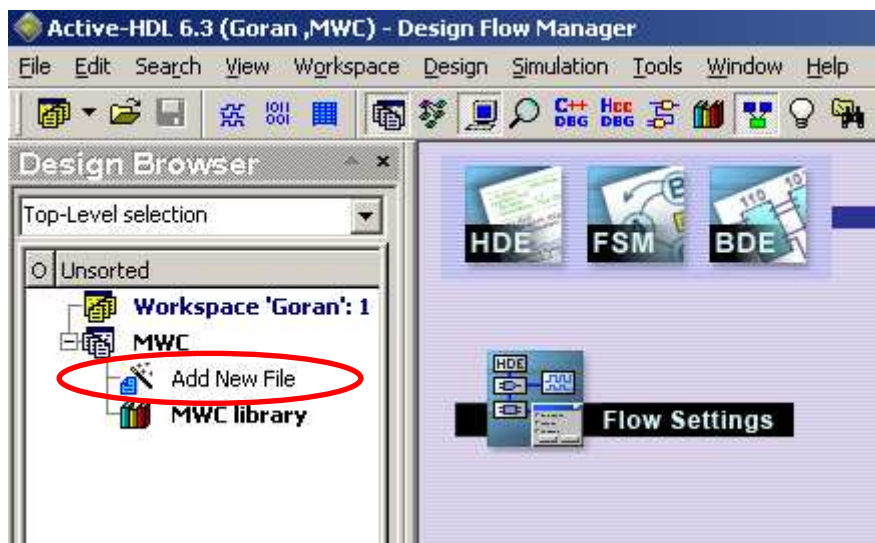 Active-HDL 6.3 (Goran ,MWC) - Design Flow Manager
File Edit Search View Workspace Design Simulation Tools Window Help
1011 001 C++ DBG Hcc DBG
Design Browser
Top-Level selection
HDE FSM BDE
O Unsorted
Workspace 'Goran': 1
MWC
Add New File
MWC library
HDE
Flow Settings